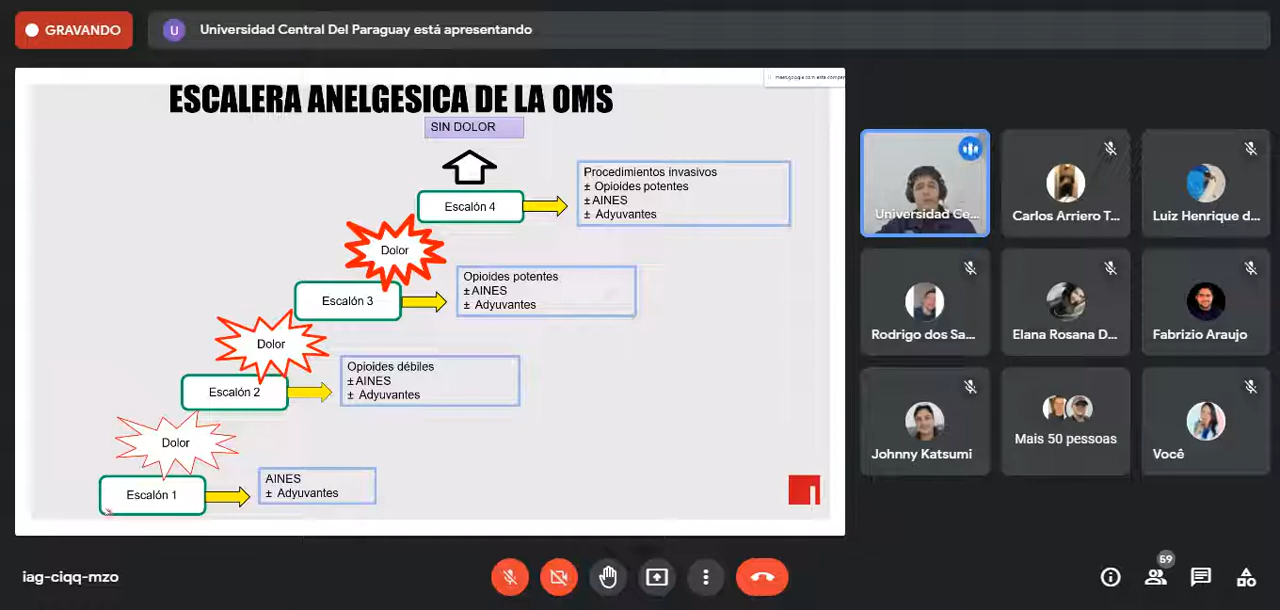 GRAVANDO
U
Universidad Central Del Paraguay está apresentando
ESCALERA ANELGESICA DE LA OMS
SIN DOLOR
Procedimientos invasivos
± Opioides potentes
± AINES
± Adyuvantes
Escalón 4
Dolor
Opioides potentes
± AINES
± Adyuvantes
Escalón 3
Dolor
Opioides débiles
± AINES
± Adyuvantes
Escalón 2
Dolor
AINES
± Adyuvantes
Escalón 1
Universidad Ce...
Carlos Arriero T...
Luiz Henrique d...
Rodrigo dos Sa...
Elana Rosana D...
Fabrizio Araujo
Johnny Katsumi
Mais 50 pessoas
Você
iag-ciqq-mzo
59